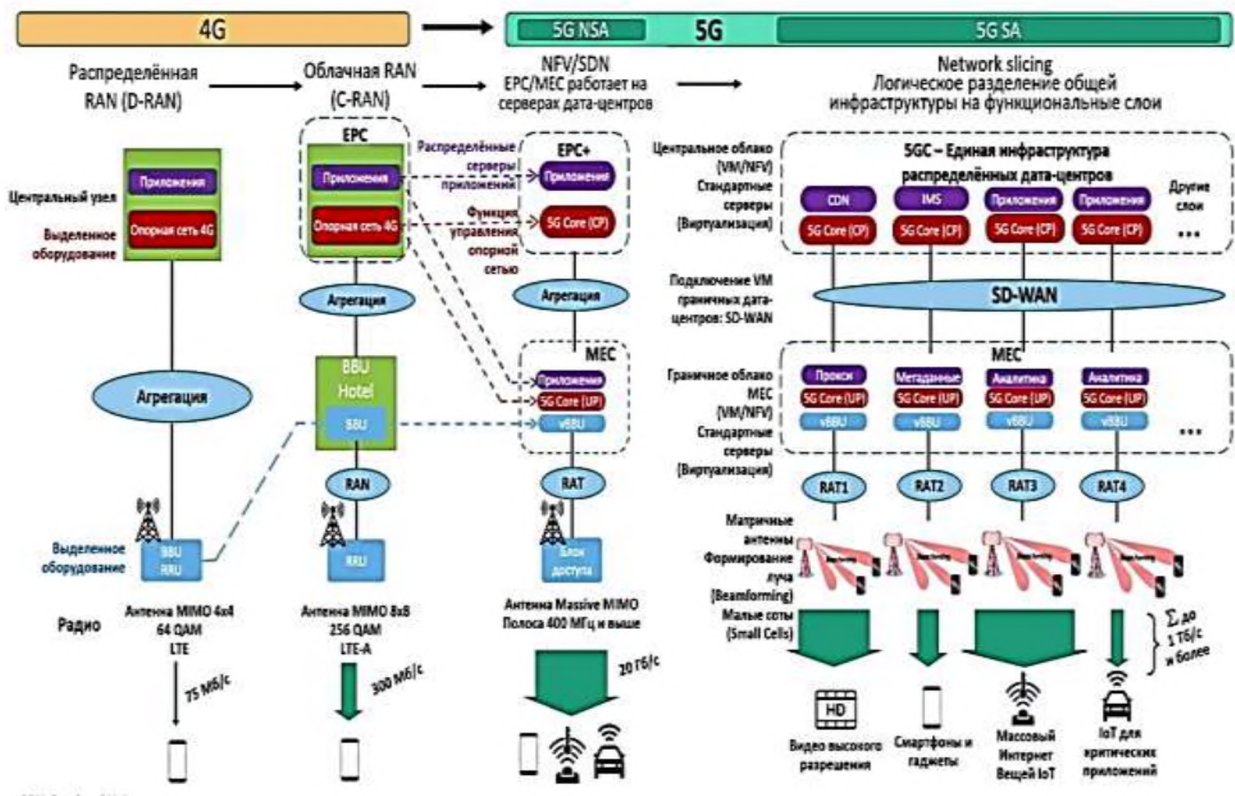 4G
5G NSA
5G
5G SA
Распределённая
RAN (D-RAN)
Облачная RAN
(C-RAN)
NFV/SDN
EPC/MEC работает на
серверах дата-центров
Network slicing
Логическое разделение общей
инфраструктуры на функциональные слои
Центральный узел
Выделенное
оборудование
Приложения
Опорная сеть 4G
Агрегация
Выделенное
оборудование
BBU
RRU
Радио
Антенна MIMO 4x4
64 QAM
LTE
75 Мб/с
EPC
Приложения
Опорная сеть 4G
Агрегация
BBU
Hotel
BBU
RAN
RRU
Антенна MIMO 8x8
256 QAM
LTE-A
300 Мб/с
Распределённые
серверы
приложений
Функция
управления
опорной
сетью
EPC+
Приложения
5G Core (CP)
Агрегация
MEC
Приложения
5G Core (UP)
vBBU
RAT
Блок
доступа
Антенна Massive MIMO
Полоса 400 МГц и выше
20 Гб/с
Центральное облако
(VM/NFV)
Стандартные
серверы
(Виртуализация)
5GC – Единая инфраструктура
распределённых дата-центров
CDN
IMS
Приложения
Приложения
Другие
слои
...
5G Core (CP)
5G Core (CP)
5G Core (CP)
5G Core (CP)
Подключение VM
граничных дата-
центров: SD-WAN
SD-WAN
Граничное облако
MEC
(VM/NFV)
Стандартные
серверы
(Виртуализация)
MEC
Прокси
Метаданные
Аналитика
Аналитика
5G Core (UP)
5G Core (UP)
5G Core (UP)
5G Core (UP)
vBBU
vBBU
vBBU
vBBU
...
RAT1
RAT2
RAT3
RAT4
Матричные
антенны
Формирование
луча
(Beamforming)
Малые соты
(Small Cells)
Beamforming
Beamforming
Beamforming
Beamforming
Σ до
1 Тб/с
и более
HD
Видео высокого
разрешения
Смартфоны и
гаджеты
Массовый
Интернет
Вещей IoT
IoT для
критических
приложений